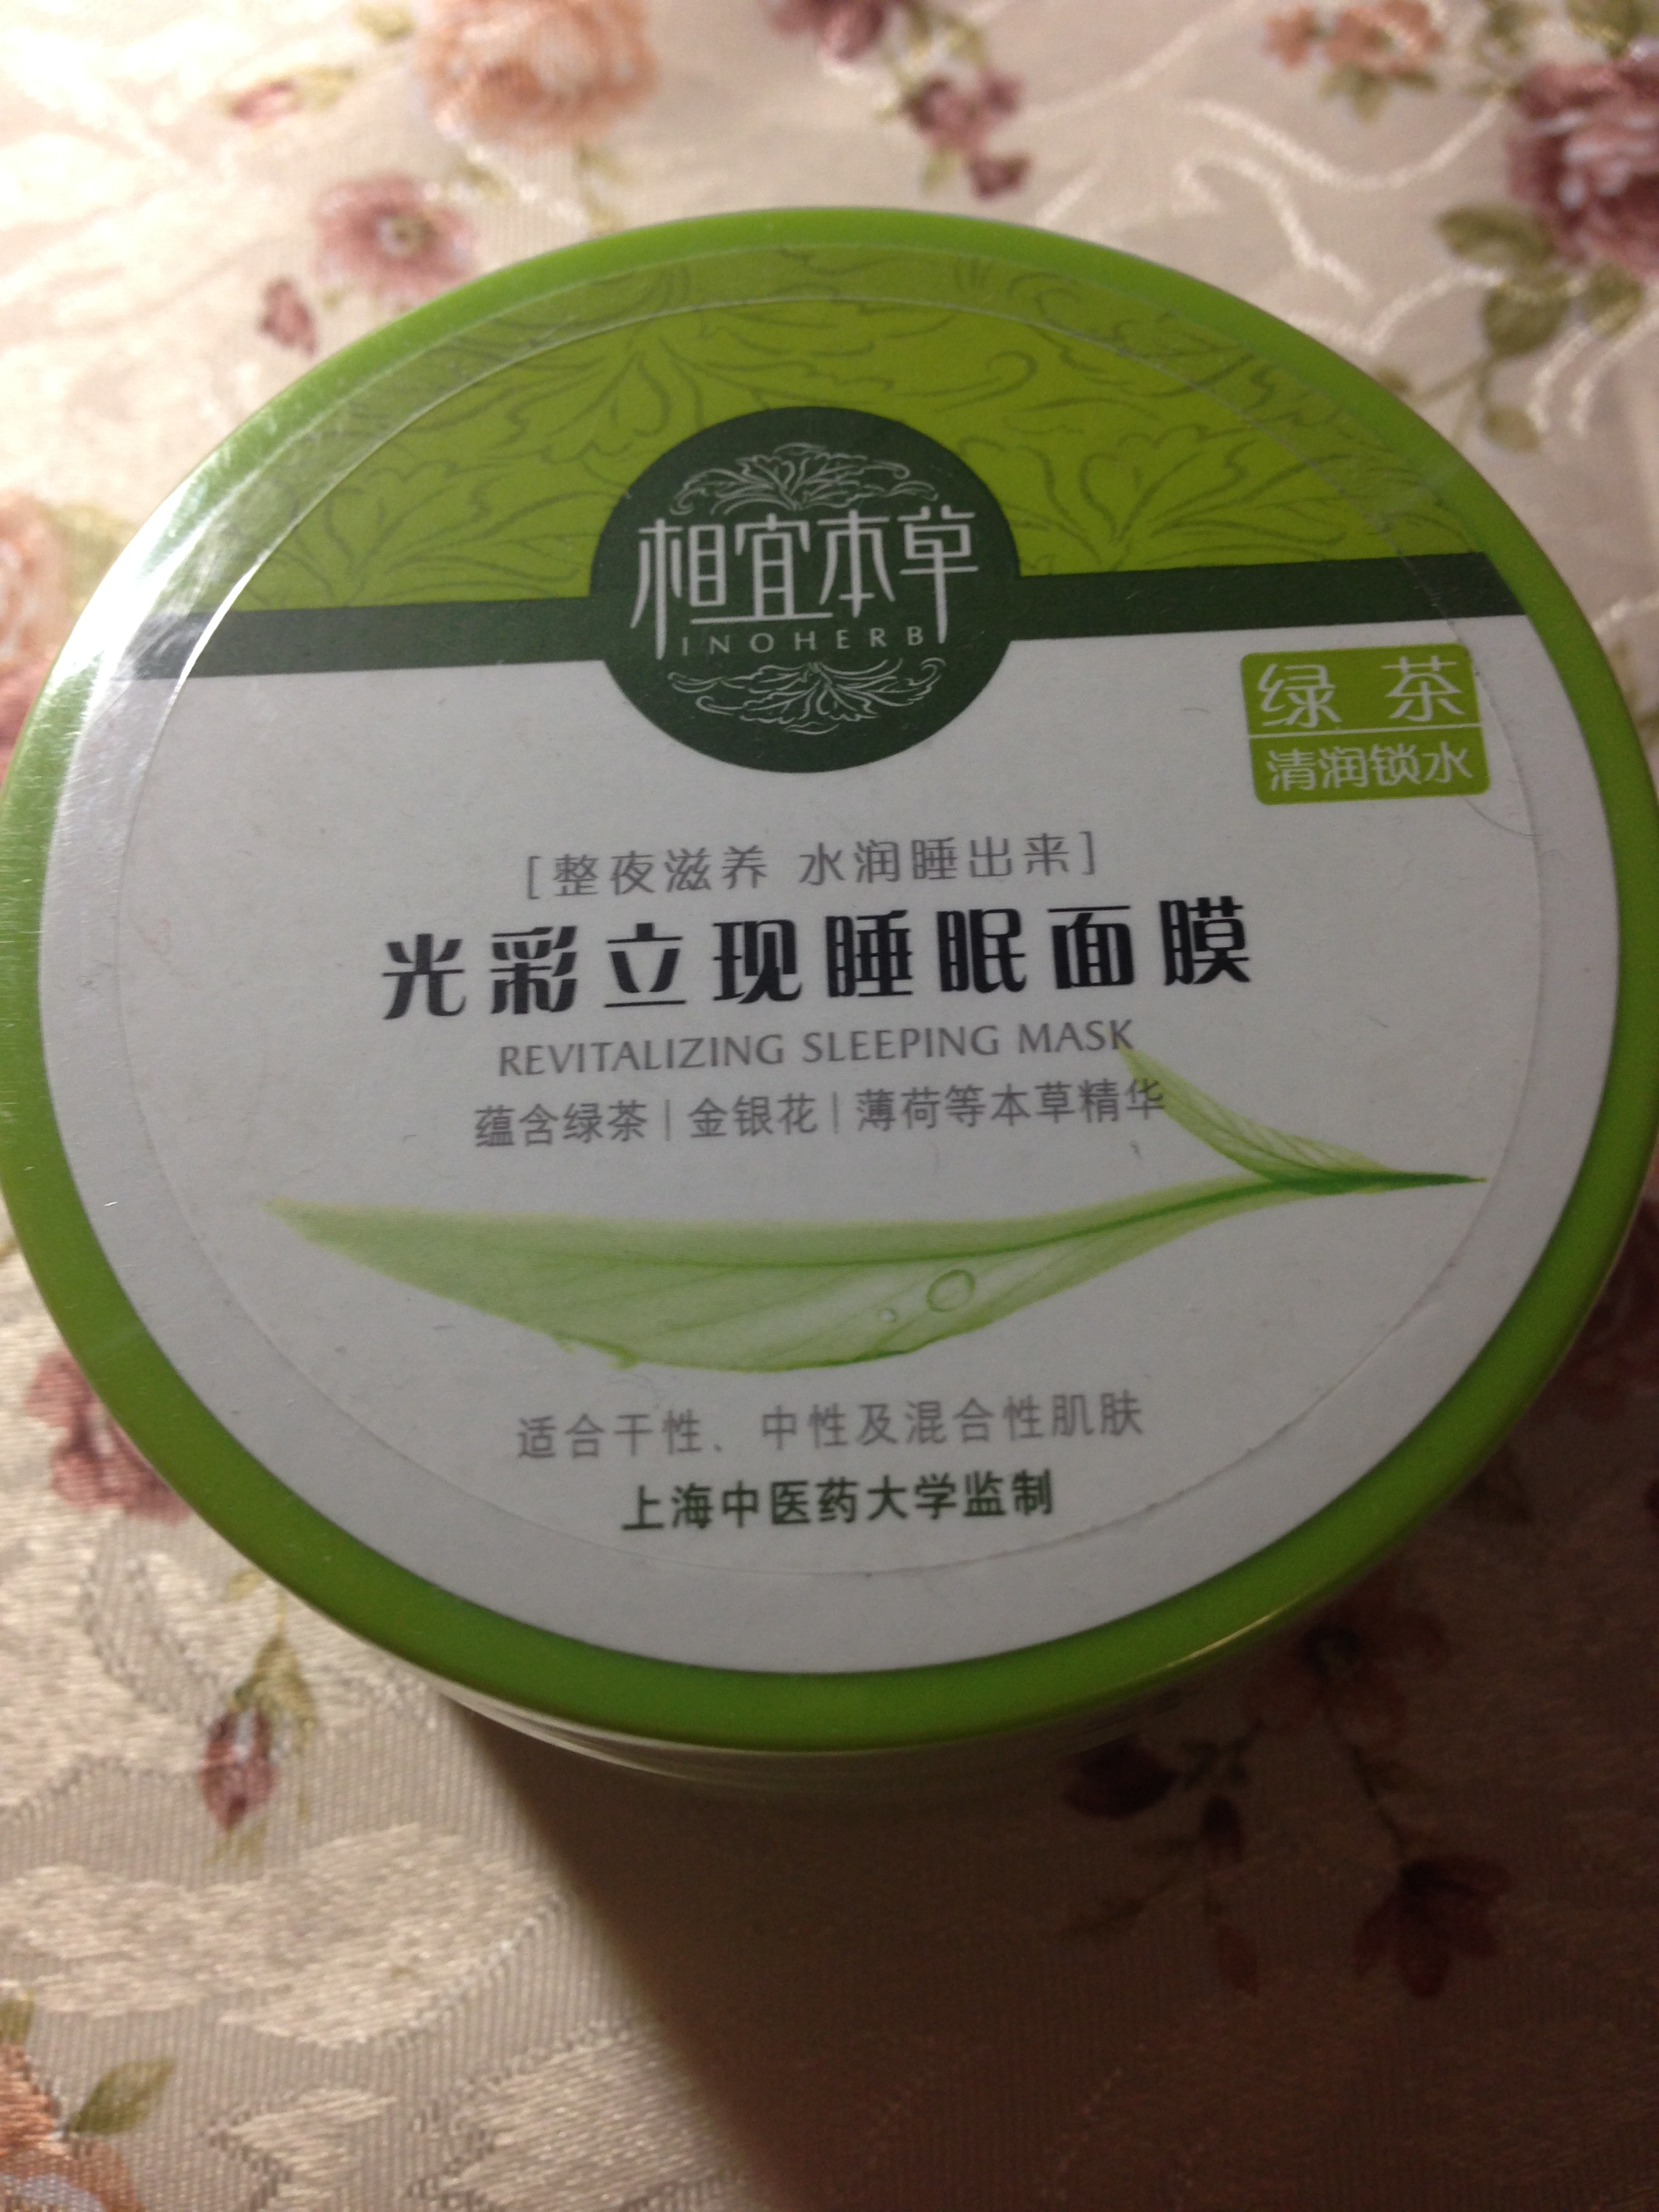 相宜本草
INOHERB
绿茶
清润锁水
[整夜滋养 水润睡出来]
光彩立现睡眠面膜
REVITALIZING SLEEPING MASK
蕴含绿茶|金银花|薄荷等本草精华
适合干性、中性及混合性肌肤
上海中医药大学监制